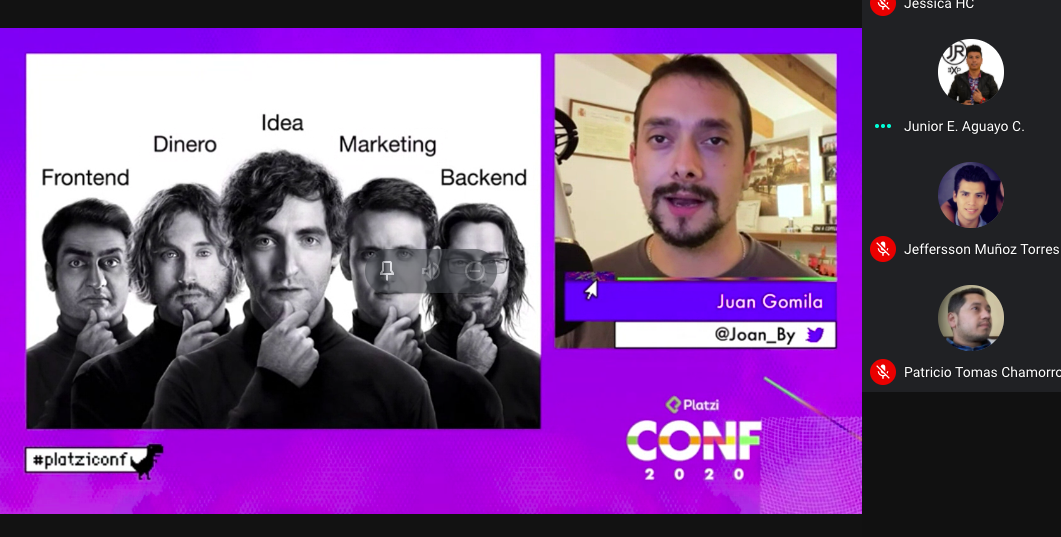 Jessica HC
Idea
Dinero
Marketing
Frontend
Backend
Junior E. Aguayo C.
Jeffersson Muñoz Torres
Juan Gomila
@Joan_By
Patricio Tomas Chamorro
Platzi
CONF
2020
#platziconf